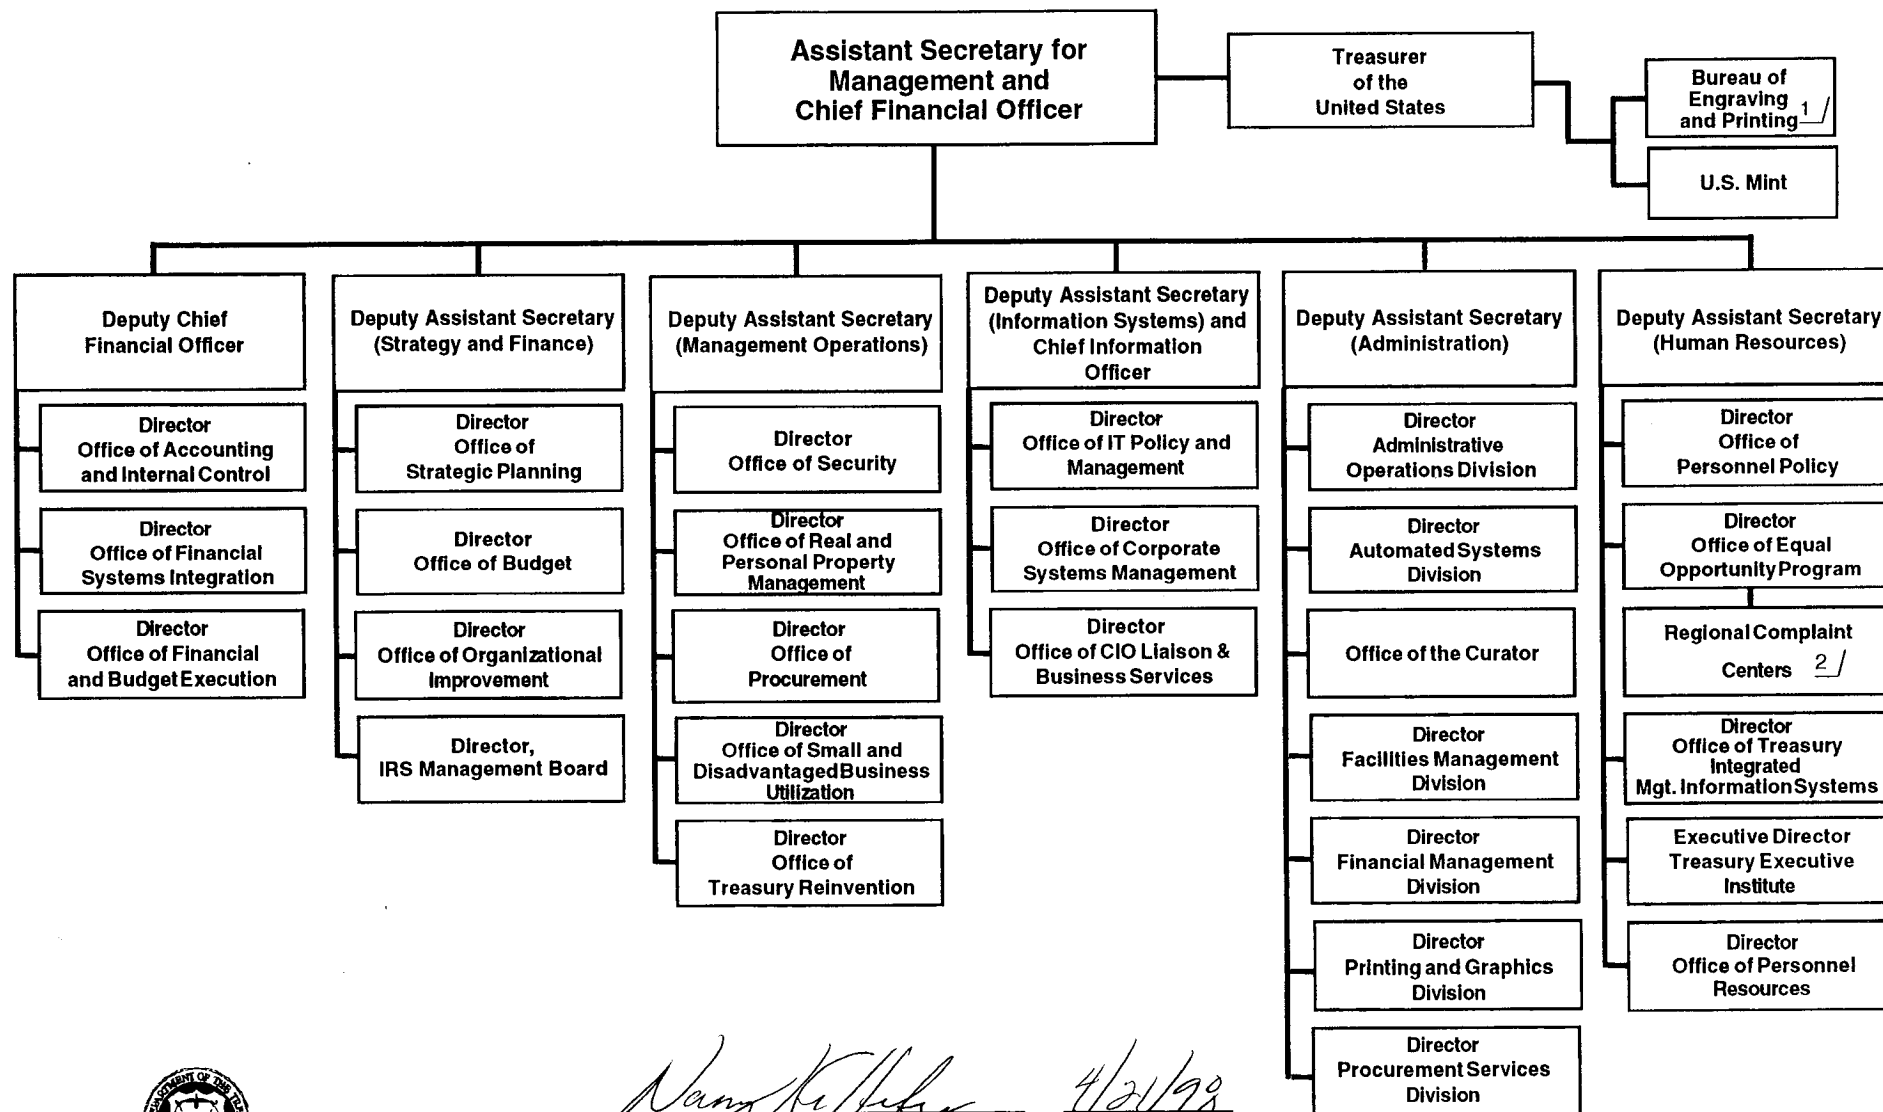 Assistant Secretary for
Management and
Chief Financial Officer
Treasurer
of the
United States
Bureau of
Engraving
and Printing 1/
U.S. Mint
Deputy Chief
Financial Officer
Director
Office of Accounting
and Internal Control
Director
Office of Financial
Systems Integration
Director
Office of Financial
and Budget Execution
Deputy Assistant Secretary
(Strategy and Finance)
Director
Office of
Strategic Planning
Director
Office of Budget
Director
Office of Organizational
Improvement
Director,
IRS Management Board
Deputy Assistant Secretary
(Management Operations)
Director
Office of Security
Director
Office of Real and
Personal Property
Management
Director
Office of
Procurement
Director
Office of Small and
Disadvantaged Business
Utilization
Director
Office of
Treasury Reinvention
Deputy Assistant Secretary
(Information Systems) and
Chief Information
Officer
Director
Office of IT Policy and
Management
Director
Office of Corporate
Systems Management
Director
Office of CIO Liaison &
Business Services
Deputy Assistant Secretary
(Administration)
Director
Administrative
Operations Division
Director
Automated Systems
Division
Office of the Curator
Director
Facilities Management
Division
Director
Financial Management
Division
Director
Printing and Graphics
Division
Director
Procurement Services
Division
Deputy Assistant Secretary
(Human Resources)
Director
Office of
Personnel Policy
Director
Office of Equal
Opportunity Program
Regional Complaint
Centers 2/
Director
Office of Treasury
Integrated
Mgt. Information Systems
Executive Director
Treasury Executive
Institute
Director
Office of Personnel
Resources
4/21/98